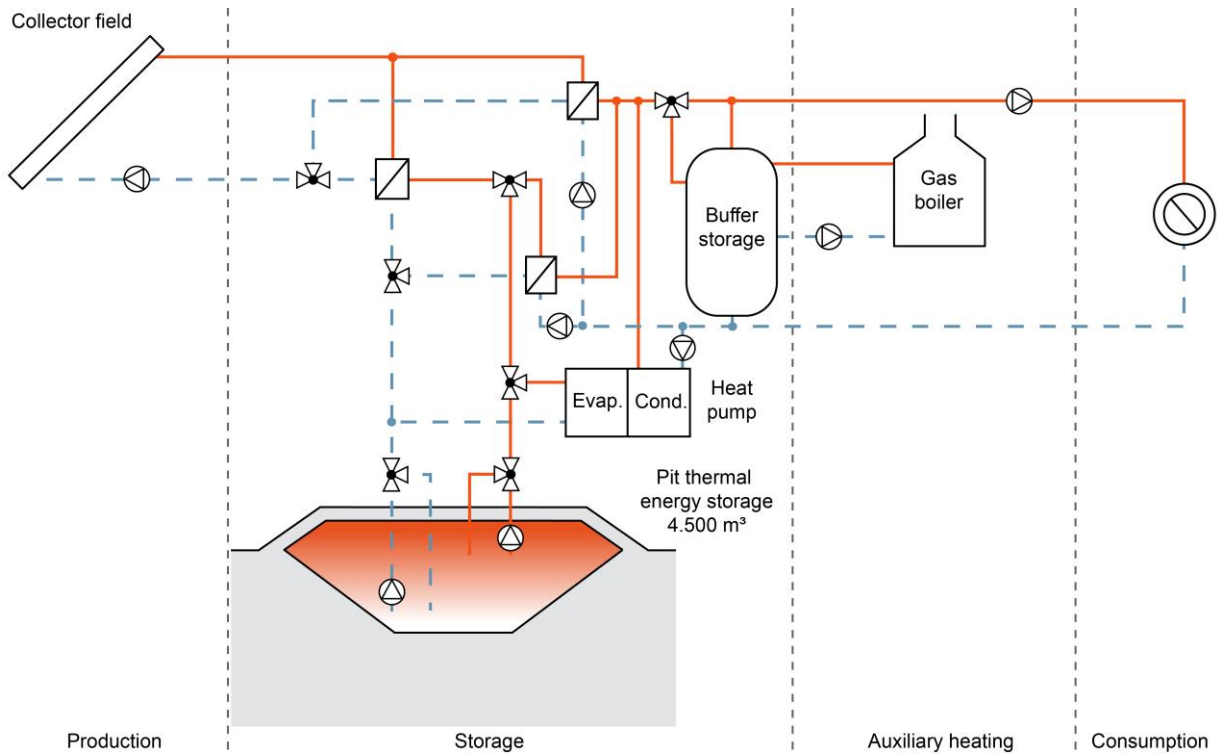 Collector field
Buffer
storage
Gas
boiler
Evap.
Cond.
Heat
pump
Pit thermal
energy storage
4.500 m³
Production
Storage
Auxiliary heating
Consumption